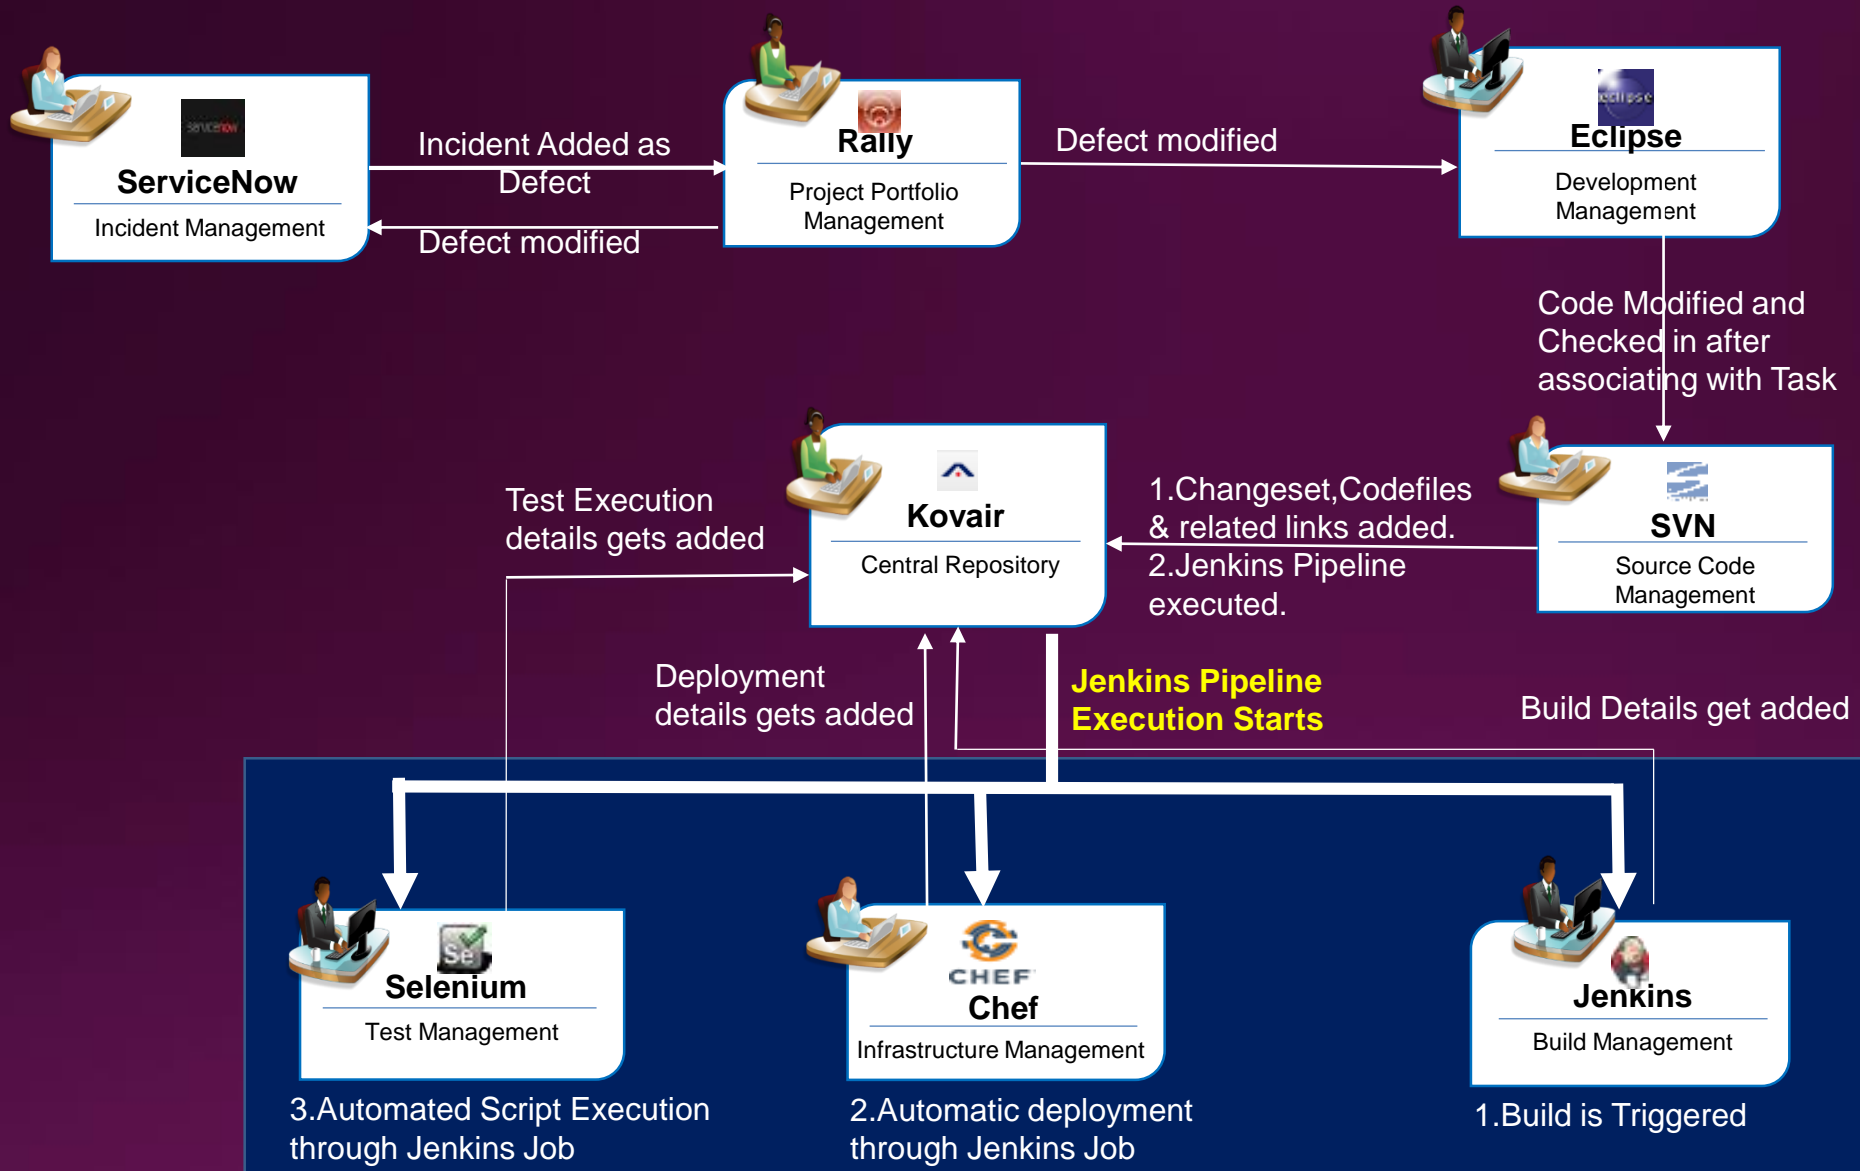 servicenow
ServiceNow
Incident Management
Incident Added as
Defect
Defect modified
Rally
Project Portfolio
Management
Defect modified
eclipse
Eclipse
Development
Management
Code Modified and
Checked in after
associating with Task
SVN
Source Code
Management
1.Changeset,Codefiles
& related links added.
2.Jenkins Pipeline
executed.
Kovair
Central Repository
Test Execution
details gets added
Deployment
details gets added
Jenkins Pipeline
Execution Starts
Build Details get added
Se
Selenium
Test Management
3.Automated Script Execution
through Jenkins Job
CHEF
Chef
Infrastructure Management
2.Automatic deployment
through Jenkins Job
Jenkins
Build Management
1.Build is Triggered